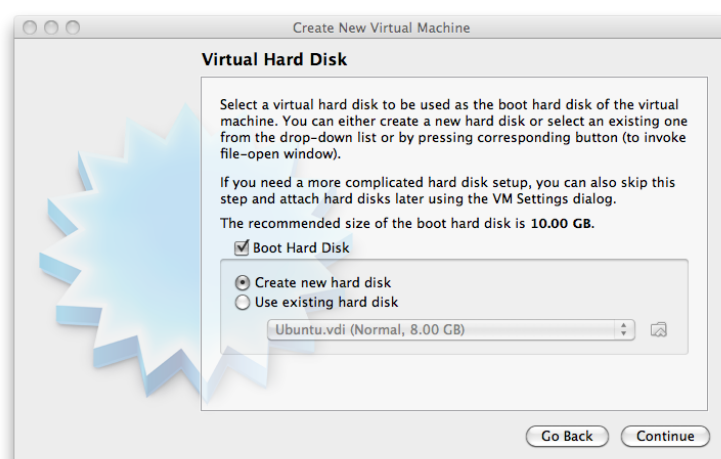 Create New Virtual Machine
Virtual Hard Disk
Select a virtual hard disk to be used as the boot hard disk of the virtual
machine. You can either create a new hard disk or select an existing one
from the drop-down list or by pressing corresponding button (to invoke
file-open window).
If you need a more complicated hard disk setup, you can also skip this
step and attach hard disks later using the VM Settings dialog.
The recommended size of the boot hard disk is 10.00 GB.
Boot Hard Disk
Create new hard disk
Use existing hard disk
Ubuntu.vdi (Normal, 8.00 GB)
Go Back Continue